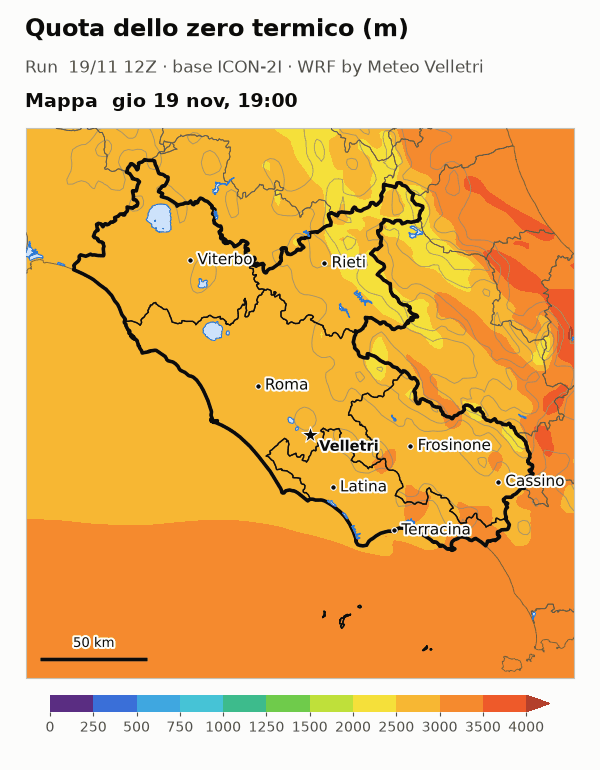 Quota dello zero termico (m)
Run 19/11 12Z · base ICON-2I · WRF by Meteo Velletri
Mappa gio 19 nov, 19:00
Viterbo
Rieti
Roma
Velletri
Frosinone
Latina
Cassino
Terracina
50 km
0 250 500 750 1000 1250 1500 2000 2500 3000 3500 4000